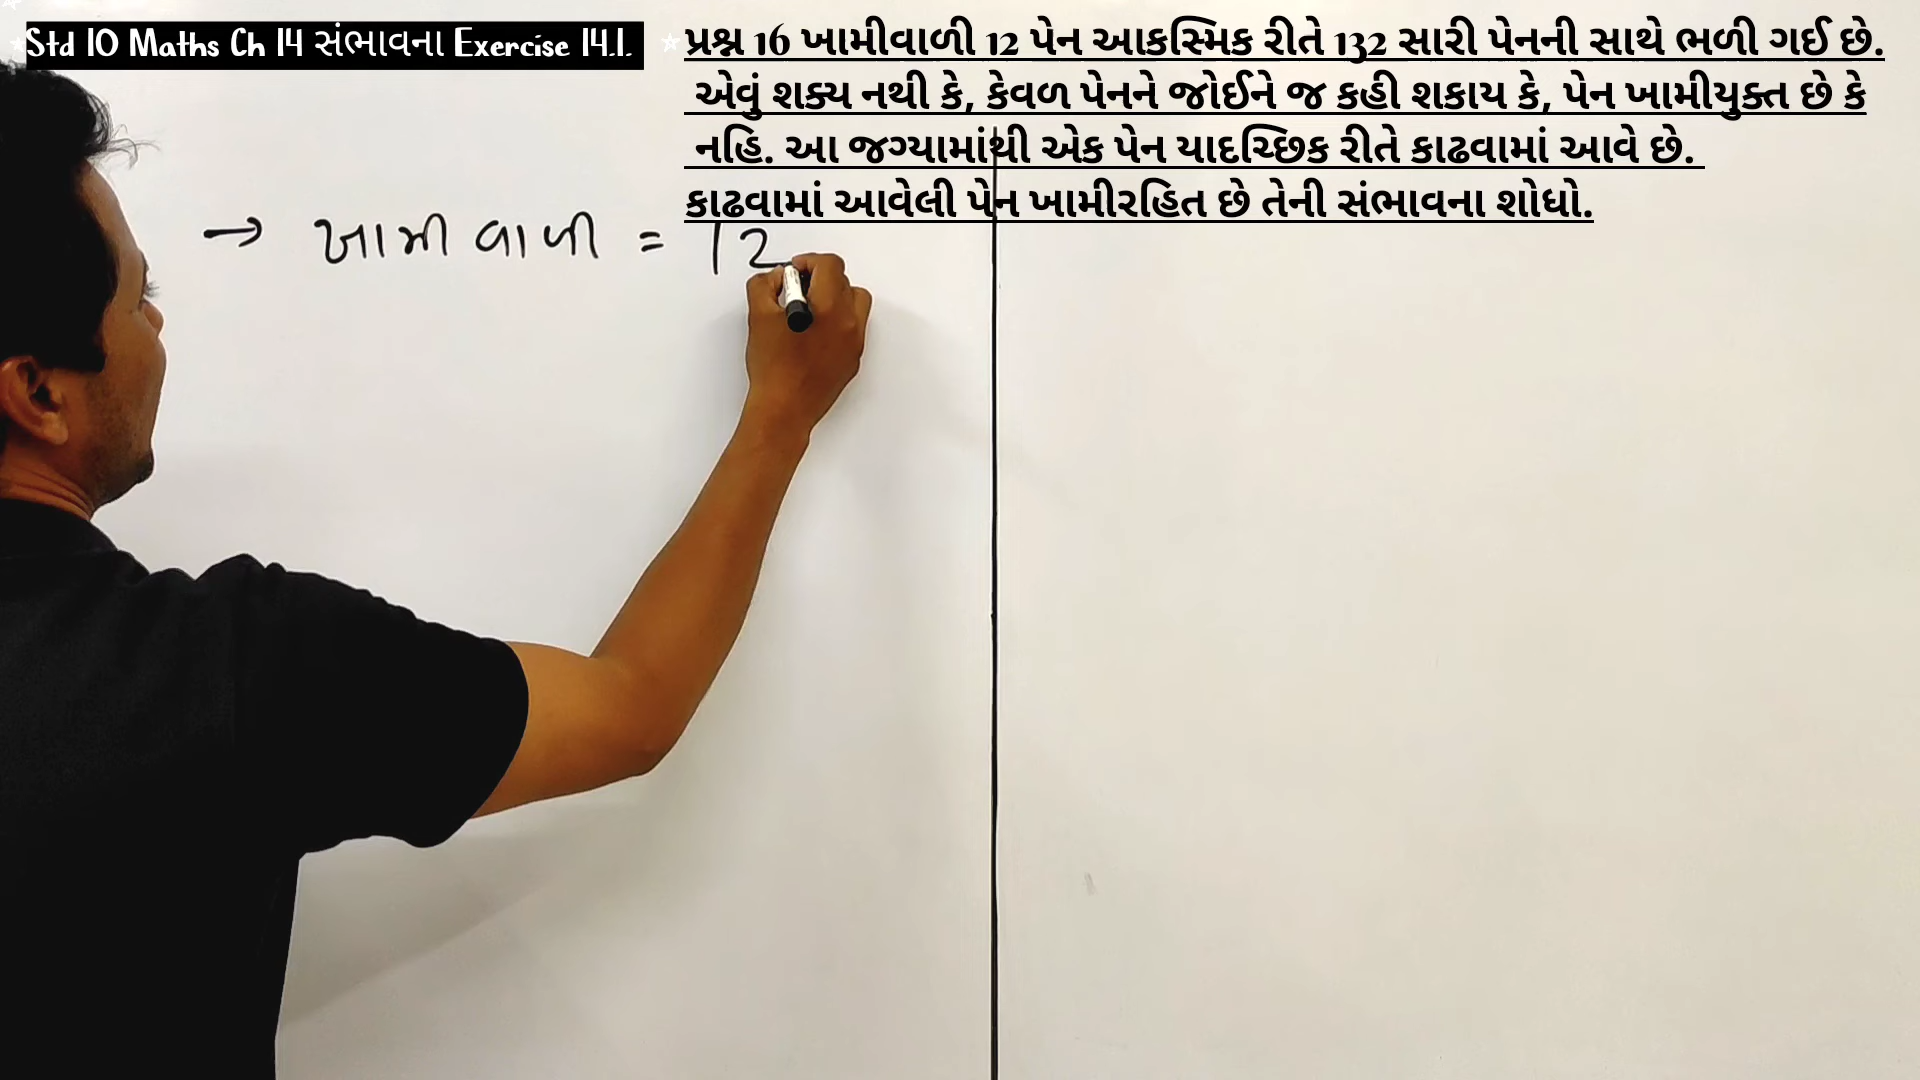 Std 10 Maths Ch 14 સંભાવના Exercise 14.1.
પ્રશ્ન 16 ખામીવાળી 12 પેન આકસ્મિક રીતે 132 સારી પેનની સાથે ભળી ગઈ છે.
એવું શક્ય નથી કે, કેવળ પેનને જોઈને જ કહી શકાય કે, પેન ખામીયુક્ત છે કે
નહિ. આ જગ્યામાંથી એક પેન યાદચ્છિક રીતે કાઢવામાં આવે છે.
કાઢવામાં આવેલી પેન ખામીરહિત છે તેની સંભાવના શોધો.
→ ખામી વાળી = 12